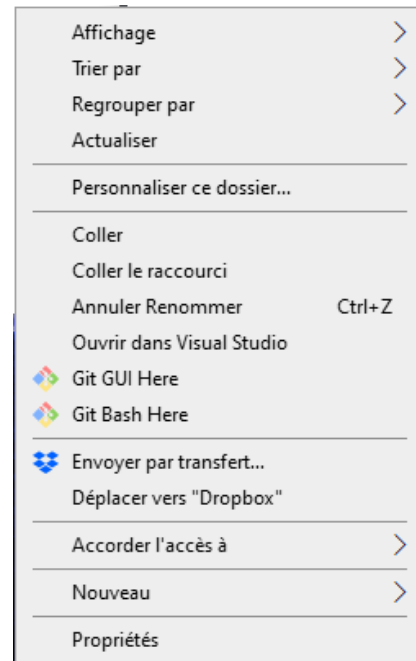 Affichage
Trier par
Regrouper par
Actualiser
Personnaliser ce dossier...
Coller
Coller le raccourci
Annuler Renommer Ctrl+Z
Ouvrir dans Visual Studio
Git GUI Here
Git Bash Here
Envoyer par transfert...
Déplacer vers "Dropbox"
Accorder l'accès à
Nouveau
Propriétés